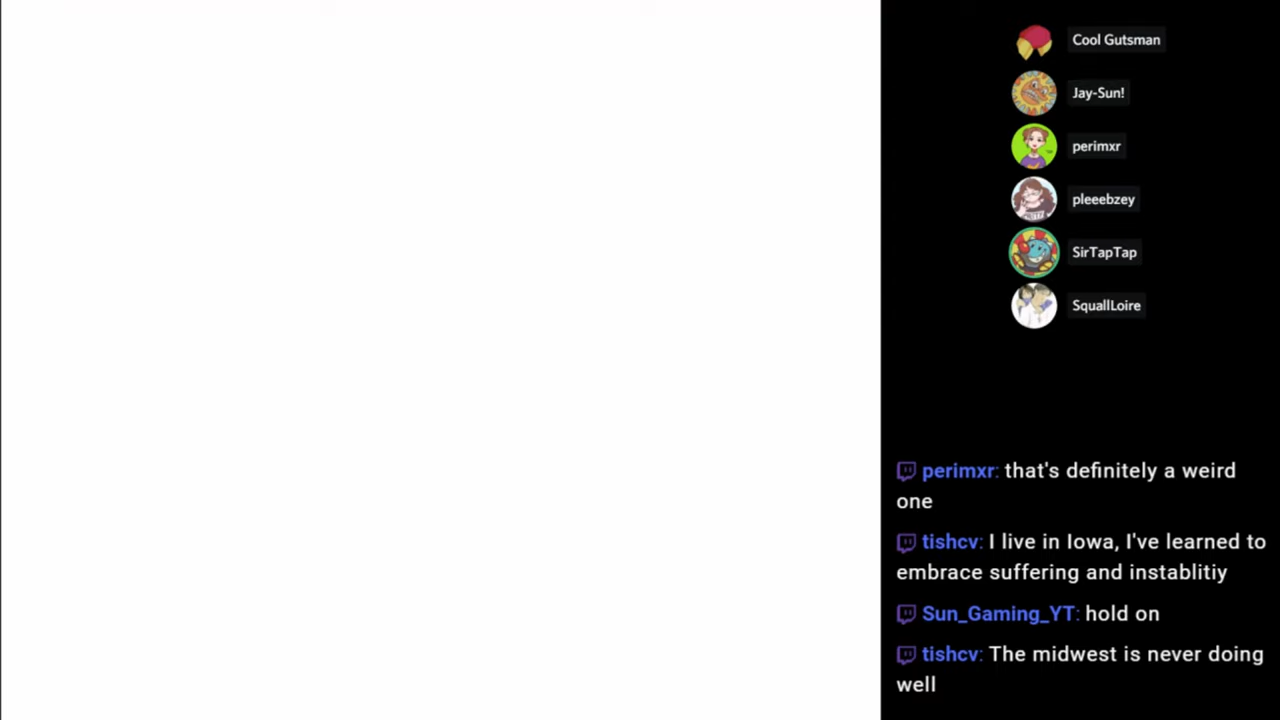 Cool Gutsman
Jay-Sun!
perimxr
pleeebzey
SirTapTap
SquallLoire
perimxr: that's definitely a weird
one
tishcv: I live in Iowa, I've learned to
embrace suffering and instablitiy
Sun_Gaming_YT: hold on
tishcv: The midwest is never doing
well